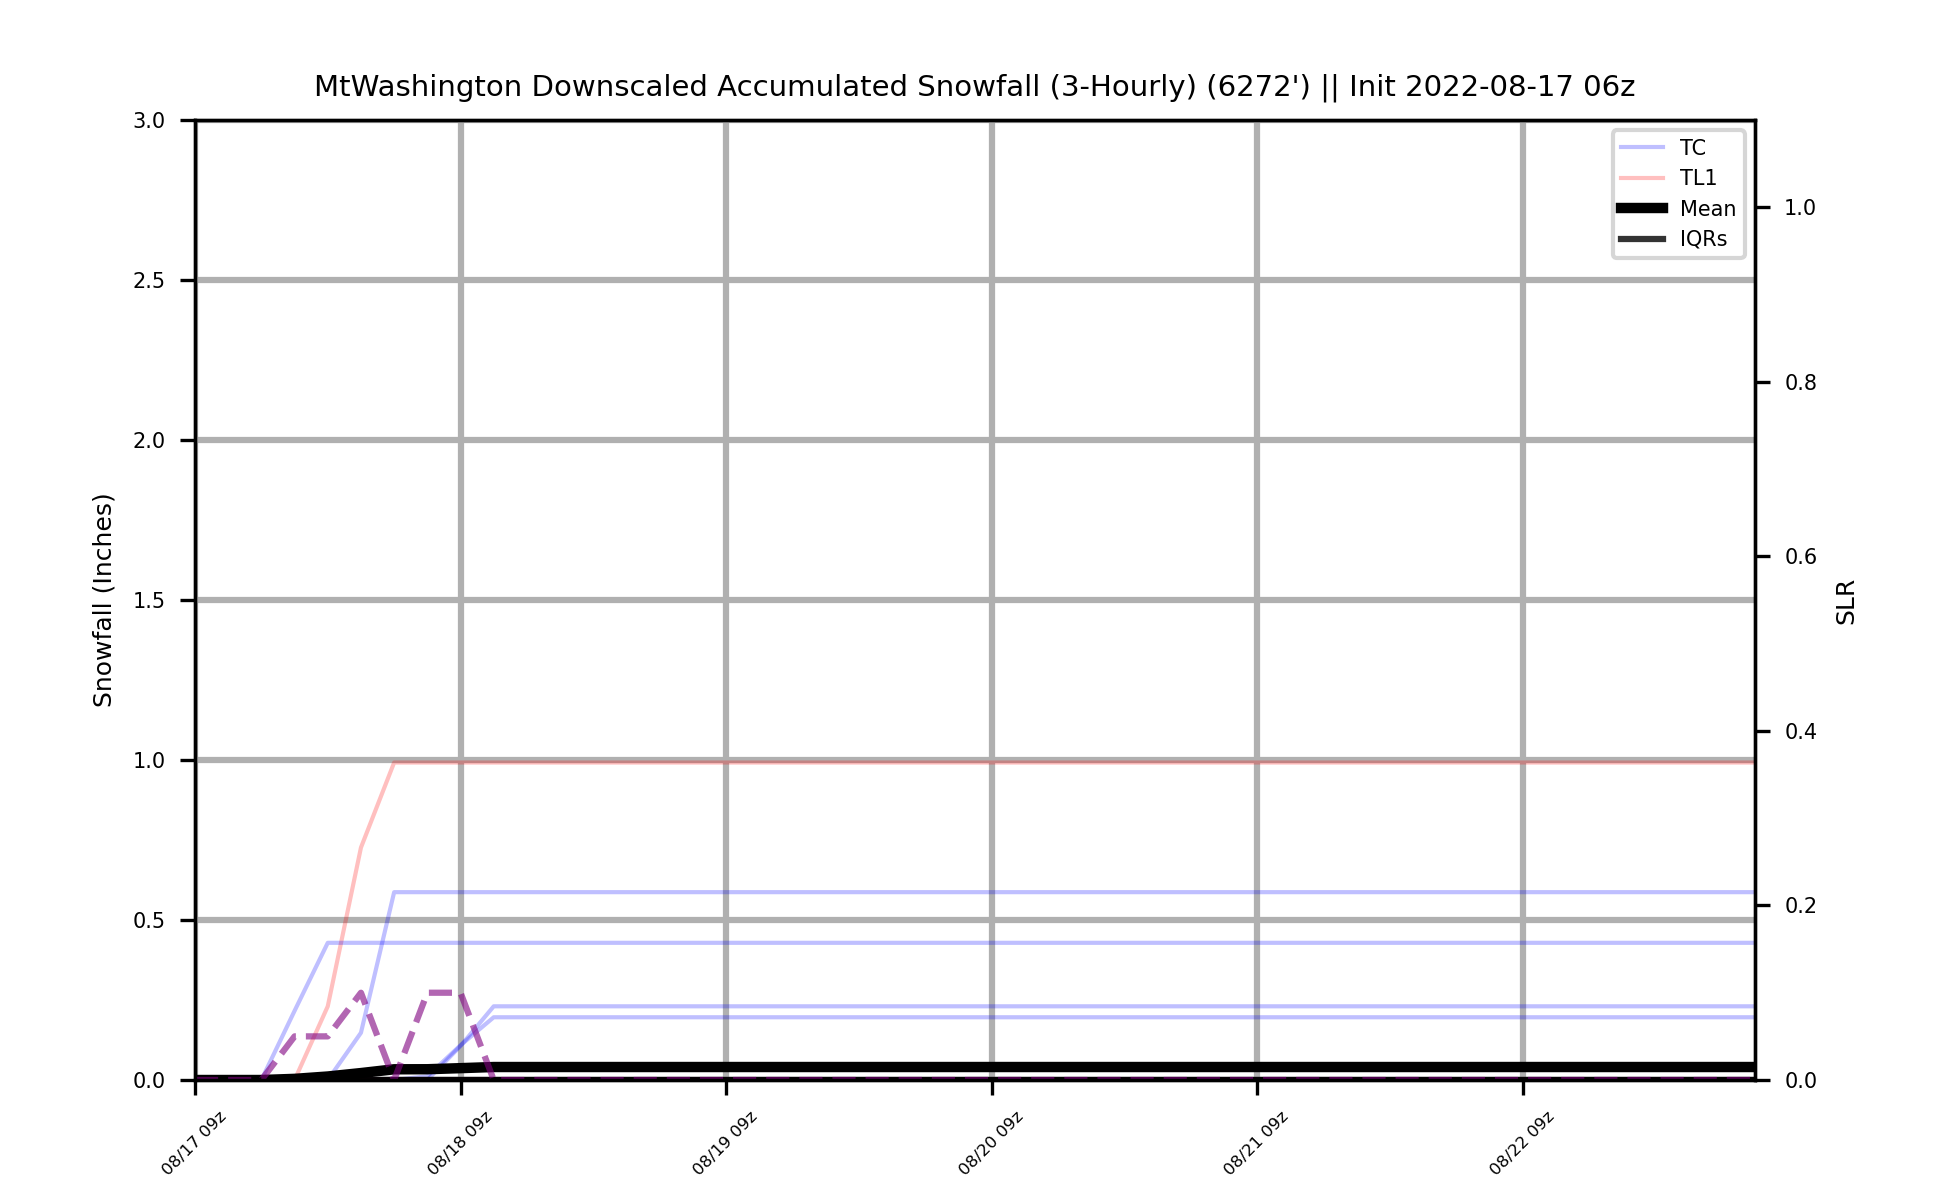 MtWashington Downscaled Accumulated Snowfall (3-Hourly) (6272') || Init 2022-08-17 06z
3.0
2.5
2.0
1.5
1.0
0.5
0.0
Snowfall (Inches)
TC
TL1
Mean
IQRs
1.0
0.8
0.6
0.4
0.2
0.0
SLR
08/17 09z
08/18 09z
08/19 09z
08/20 09z
08/21 09z
08/22 09z